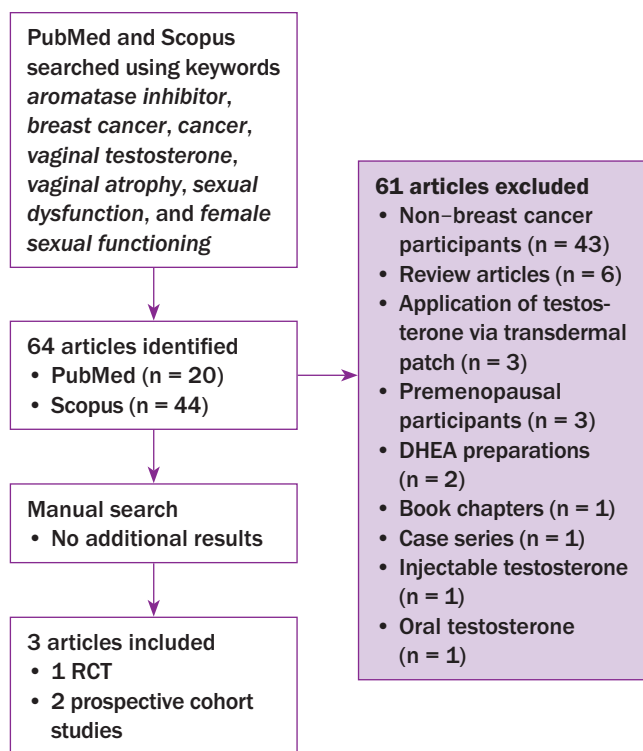 PubMed and Scopus
searched using keywords
aromatase inhibitor,
breast cancer, cancer,
vaginal testosterone,
vaginal atrophy, sexual
dysfunction, and female
sexual functioning
64 articles identified
• PubMed (n = 20)
• Scopus (n = 44)
61 articles excluded
• Non–breast cancer
participants (n = 43)
• Review articles (n = 6)
• Application of testos-
terone via transdermal
patch (n = 3)
• Premenopausal
participants (n = 3)
• DHEA preparations
(n = 2)
• Book chapters (n = 1)
• Case series (n = 1)
• Injectable testosterone
(n = 1)
• Oral testosterone
(n = 1)
Manual search
• No additional results
3 articles included
• 1 RCT
• 2 prospective cohort
studies